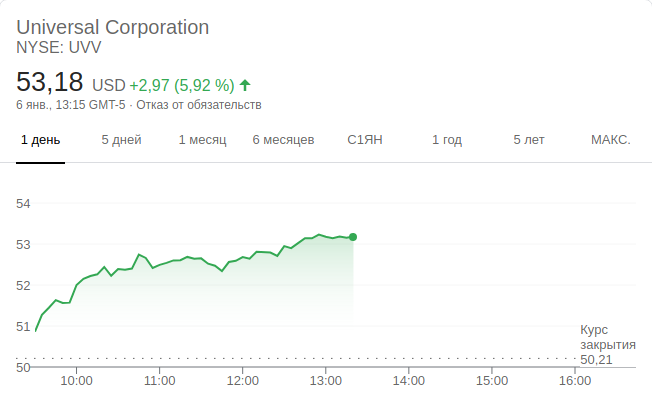 Universal Corporation
NYSE: UVV
53,18 USD +2,97 (5,92 %)
6 янв., 13:15 GMT-5 · Отказ от обязательств
1 день 5 дней 1 месяц 6 месяцев С1ЯН 1 год 5 лет МАКС.
54
53
52
51
50
Курс
закрытия
50,21
10:00 11:00 12:00 13:00 14:00 15:00 16:00